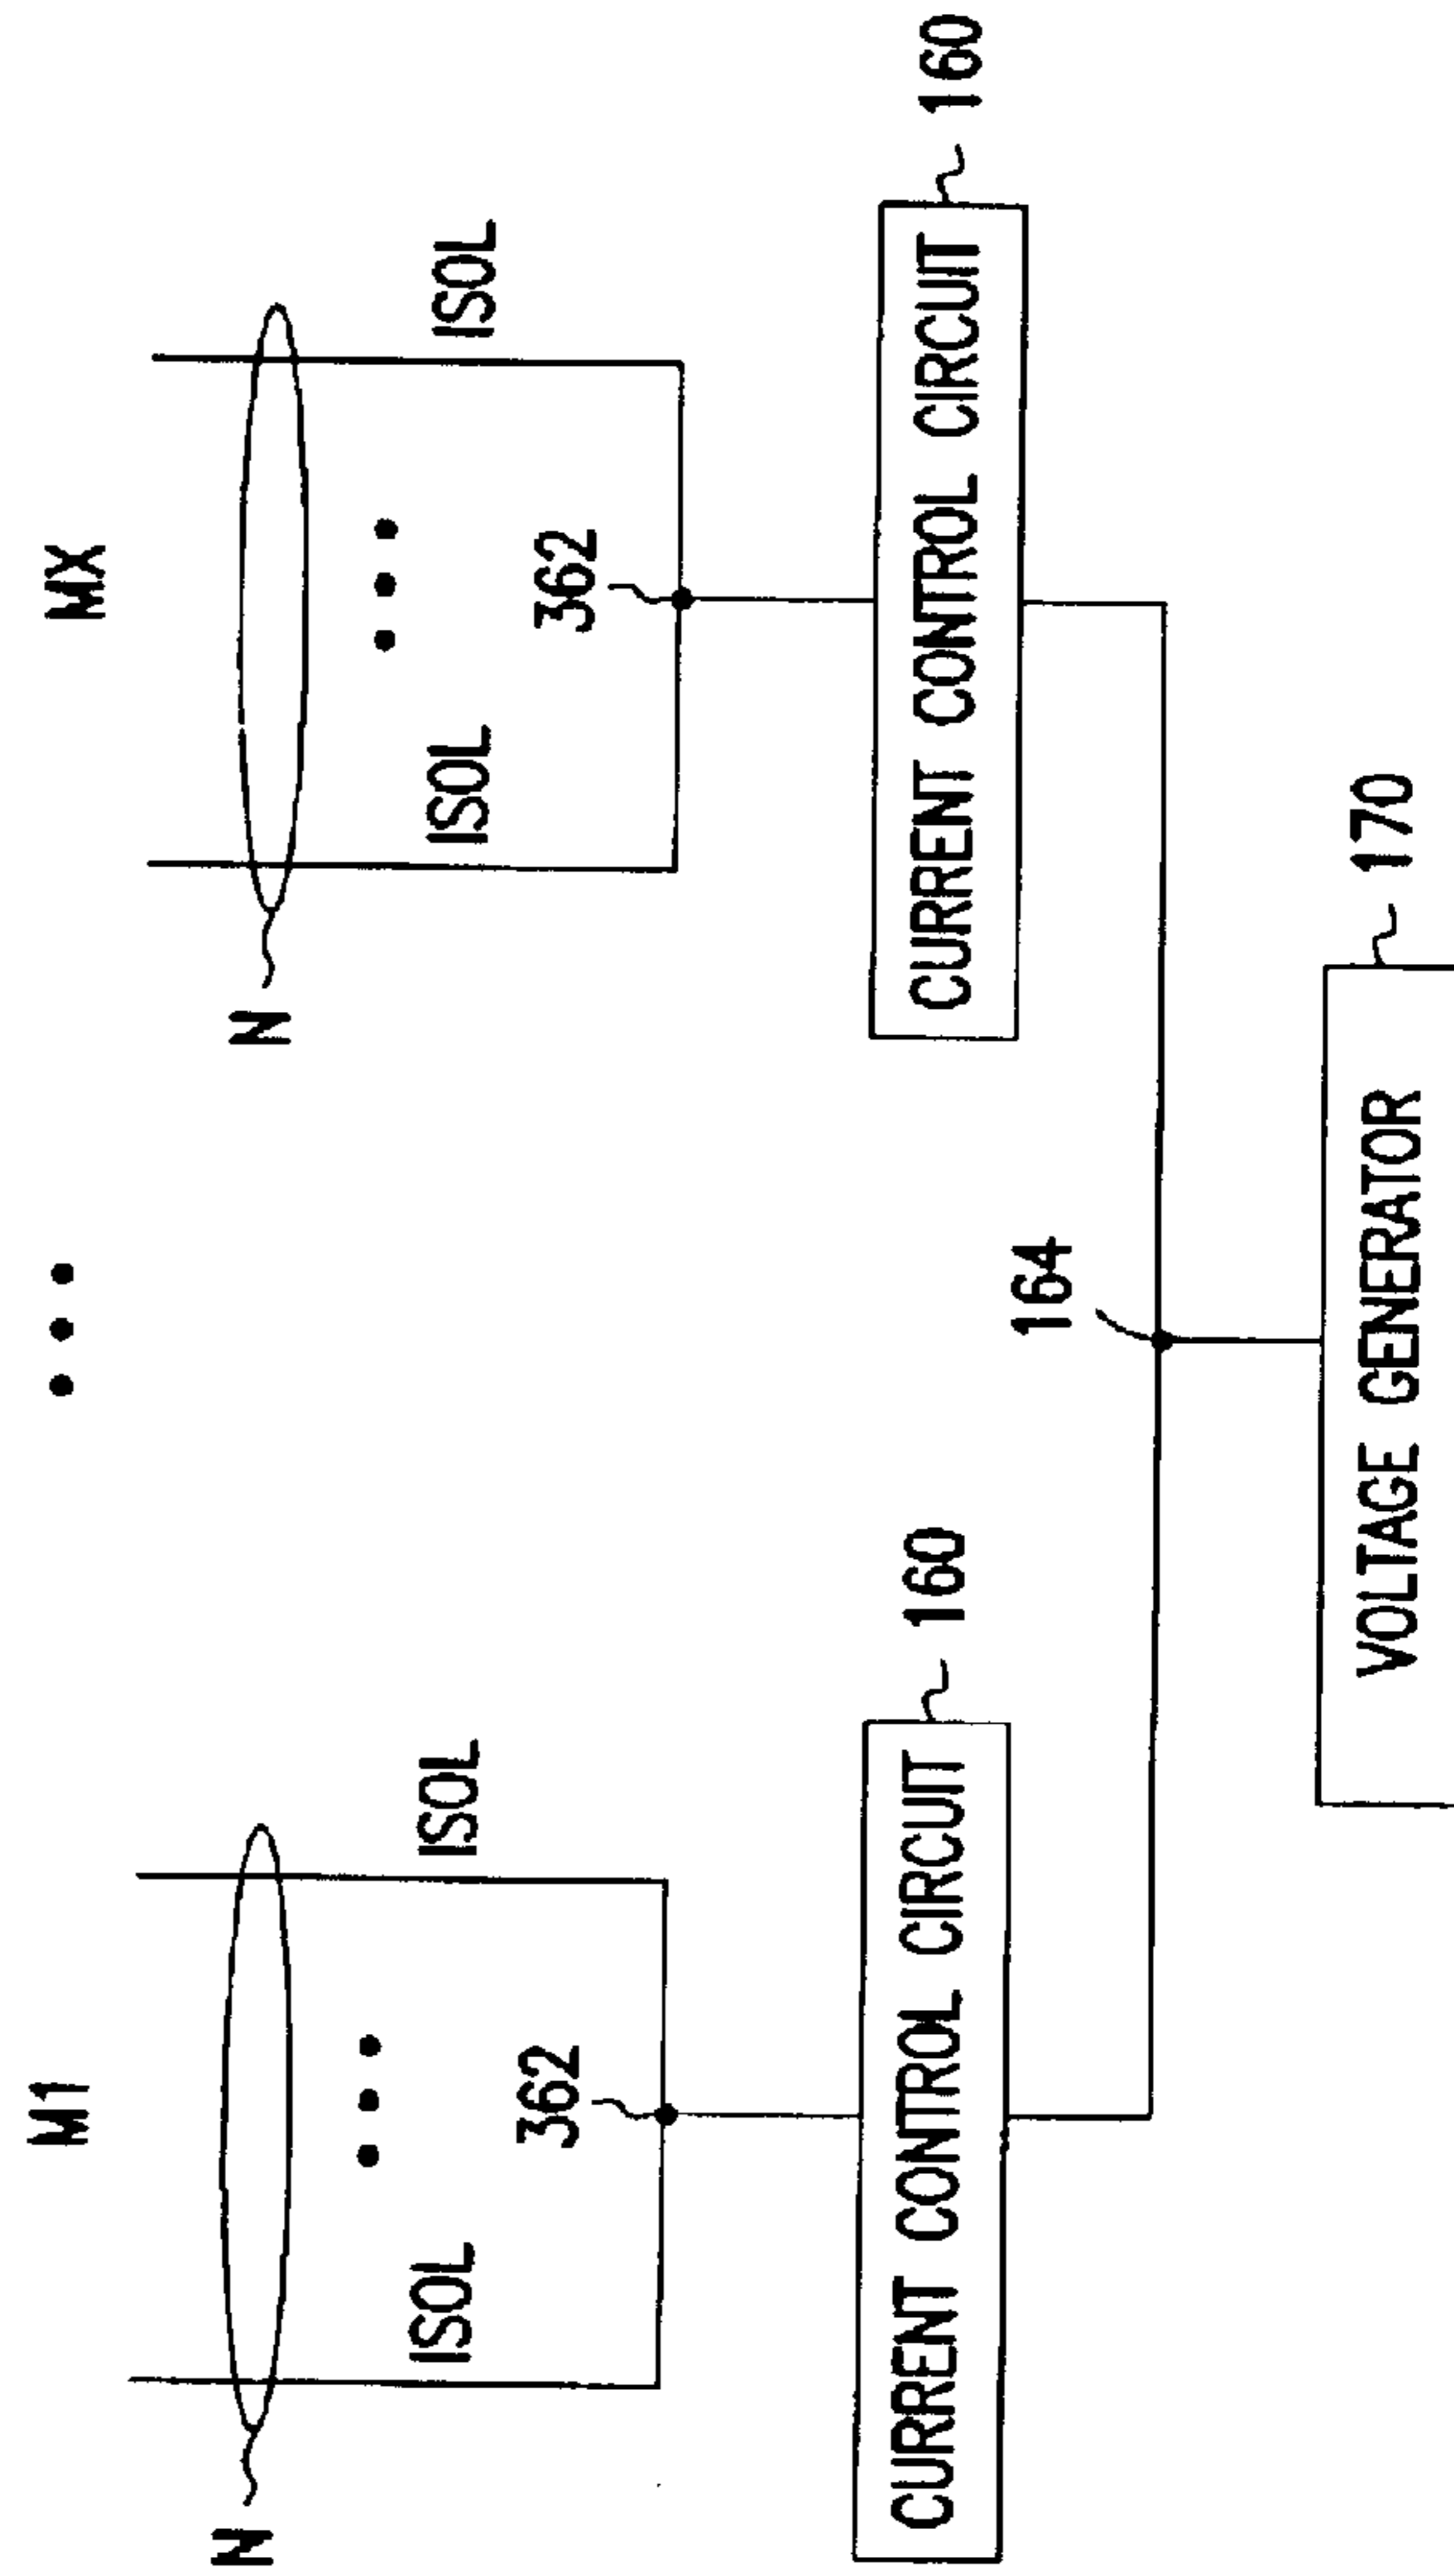 M1
MX
N
N
ISOL
ISOL
ISOL
ISOL
362
362
CURRENT CONTROL CIRCUIT
160
CURRENT CONTROL CIRCUIT
160
164
VOLTAGE GENERATOR
170